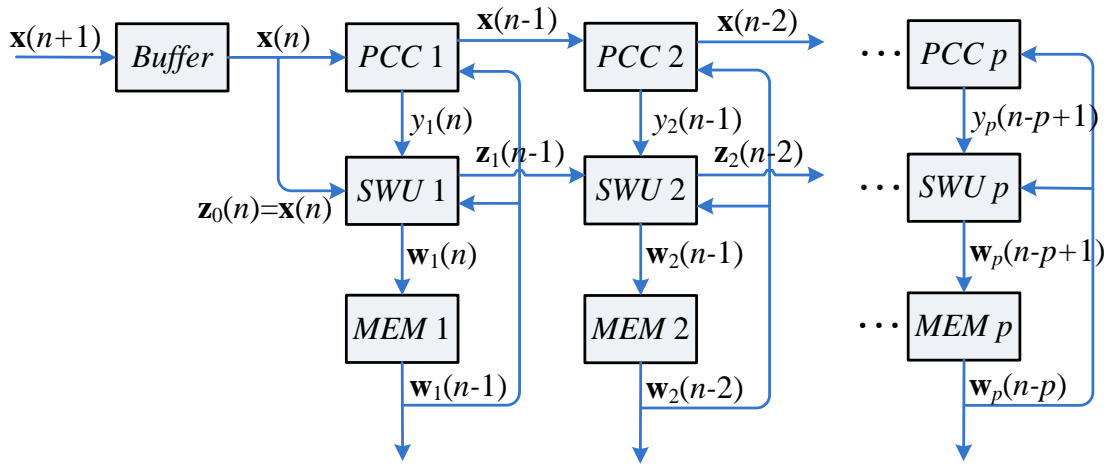 x(n+1)
Buffer
x(n)
PCC 1
x(n-1)
PCC 2
x(n-2)
··· PCC p
y₁(n)
y₂(n-1)
yₚ(n-p+1)
z₀(n)=x(n)
SWU 1
z₁(n-1)
SWU 2
z₂(n-2)
··· SWU p
w₁(n)
w₂(n-1)
wₚ(n-p+1)
MEM 1
MEM 2
··· MEM p
w₁(n-1)
w₂(n-2)
wₚ(n-p)